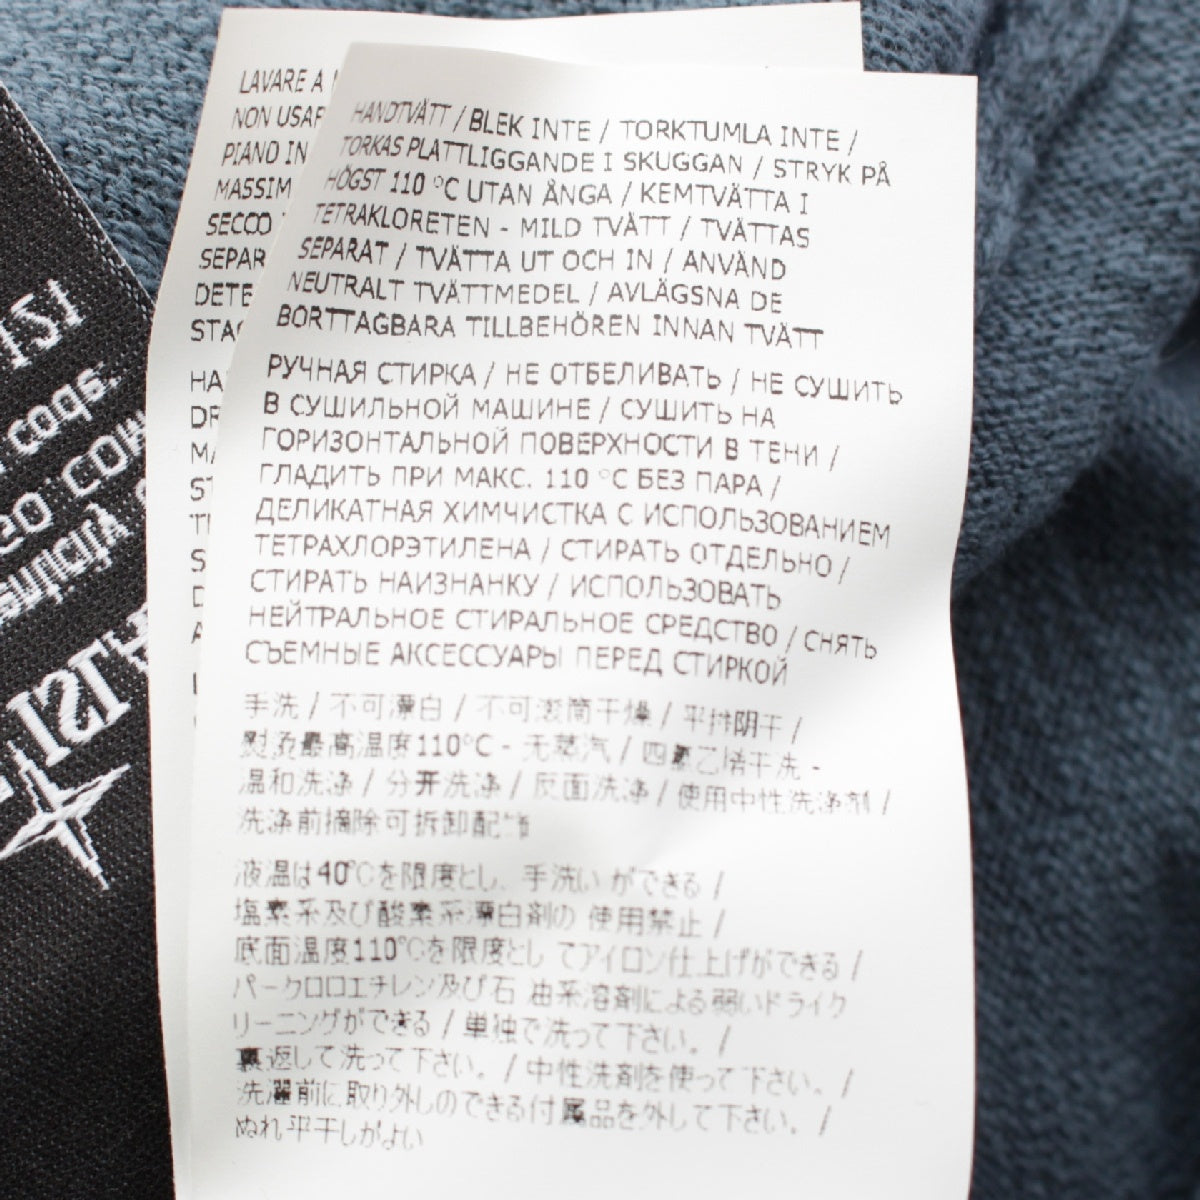 LAVARE A
NON USAR
PIANO IN
MASSIM
SECCO
SEPAR
DETE
STAG
HANDTVÄTT / BLEK INTE / TORKTUMLA INTE /
TORKAS PLATTLIGGANDE I SKUGGAN / STRYK PÅ
HÖGST 110 °C UTAN ÅNGA / KEMTVÄTTA I
TETRAKLORETEN - MILD TVÄTT / TVÄTTAS
SEPARAT / TVÄTTA UT OCH IN / ANVÄND
NEUTRALT TVÄTTMEDEL / AVLÄGSNA DE
BORTTAGBARA TILLBEHÖREN INNAN TVÄTT
РУЧНАЯ СТИРКА / НЕ ОТБЕЛИВАТЬ / НЕ СУШИТЬ
В СУШИЛЬНОЙ МАШИНЕ / СУШИТЬ НА
ГОРИЗОНТАЛЬНОЙ ПОВЕРХНОСТИ В ТЕНИ /
ГЛАДИТЬ ПРИ МАКС. 110 °С БЕЗ ПАРА /
ДЕЛИКАТНАЯ ХИМЧИСТКА С ИСПОЛЬЗОВАНИЕМ
ТЕТРАХЛОРЭТИЛЕНА / СТИРАТЬ ОТДЕЛЬНО /
СТИРАТЬ НАИЗНАНКУ / ИСПОЛЬЗОВАТЬ
НЕЙТРАЛЬНОЕ СТИРАЛЬНОЕ СРЕДСТВО / СНЯТЬ
СЪЕМНЫЕ АКСЕССУАРЫ ПЕРЕД СТИРКОЙ
手洗 / 不可漂白 / 不可滚筒干燥 / 平摊阴干 /
熨烫最高温度110°C - 无蒸汽 / 四氯乙烯干洗 -
温和洗涤 / 分开洗涤 / 反面洗涤 / 使用中性洗涤剂 /
洗涤前摘除可拆卸配饰
液温は40℃を限度とし、手洗い ができる /
塩素系及び酸素系漂白剤の 使用禁止 /
底面温度110℃を限度とし てアイロン仕上げができる /
パークロロエチレン及び石 油系溶剤による弱いドライク
リーニングができる / 単独で洗って下さい。 /
裏返して洗って下さい。 / 中性洗剤を使って下さい。 /
洗濯前に取り外しのできる付属品を外して下さい。 /
ぬれ平干しがよい